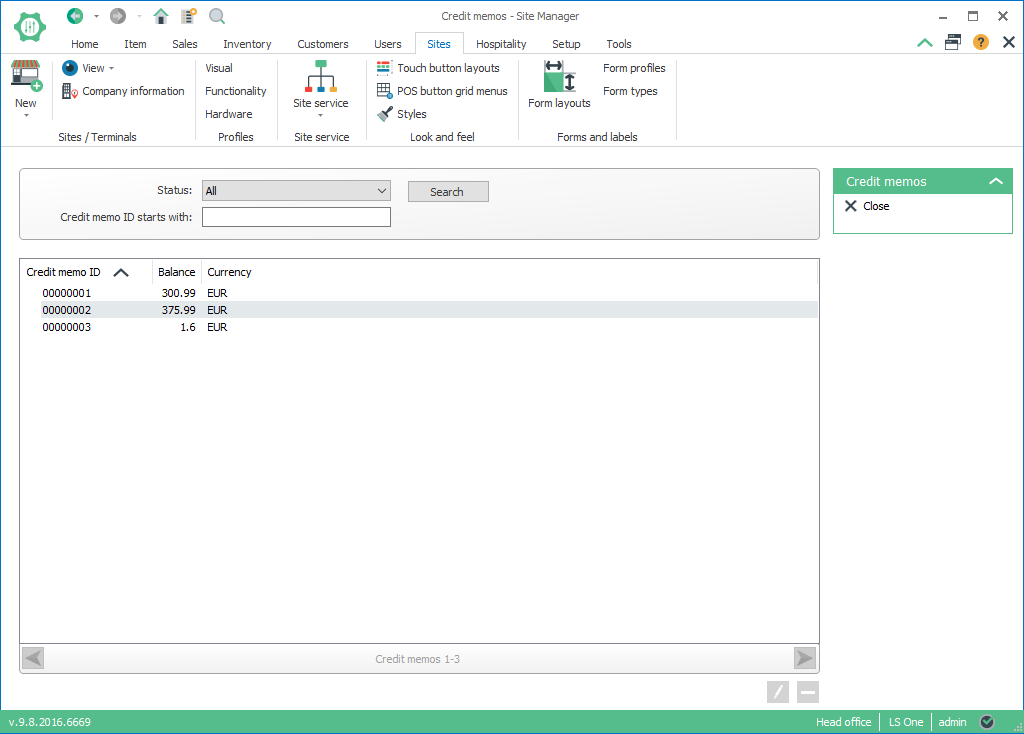 Credit memos - Site Manager
Home Item Sales Inventory Customers Users Sites Hospitality Setup Tools
?
New
View
Company information
Sites / Terminals
Visual
Functionality
Hardware
Profiles
Site service
Site service
Touch button layouts
POS button grid menus
Styles
Look and feel
Form layouts
Form profiles
Form types
Forms and labels
Status: All Search
Credit memo ID starts with:
Credit memos
Close
Credit memo ID Balance Currency
00000001 300.99 EUR
00000002 375.99 EUR
00000003 1.6 EUR
Credit memos 1-3
v.9.8.2016.6669 Head office LS One admin